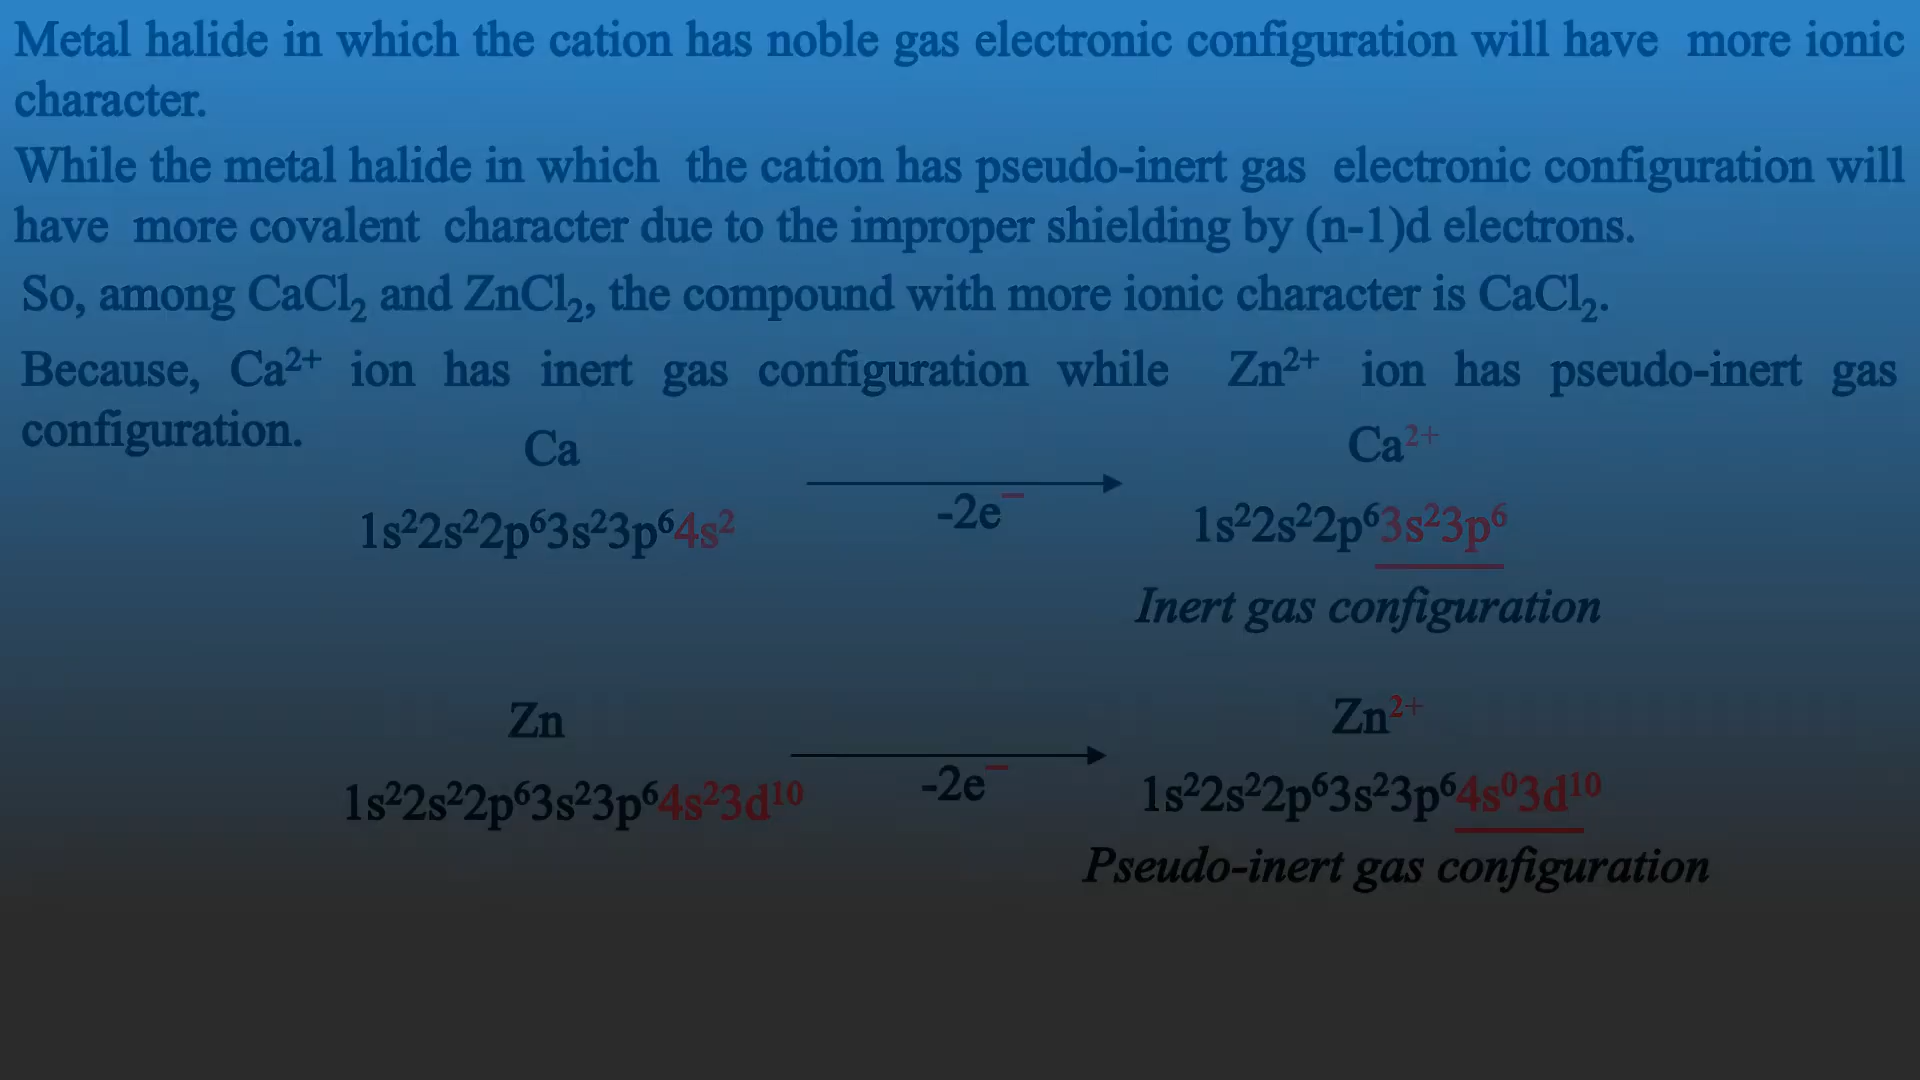 Metal halide in which the cation has noble gas electronic configuration will have more ionic
character.
While the metal halide in which the cation has pseudo-inert gas electronic configuration will
have more covalent character due to the improper shielding by (n-1)d electrons.
So, among CaCl₂ and ZnCl₂, the compound with more ionic character is CaCl₂.
Because, Ca²⁺ ion has inert gas configuration while Zn²⁺ ion has pseudo-inert gas
configuration.
Ca Ca²⁺
1s²2s²2p⁶3s²3p⁶4s² -2e⁻ 1s²2s²2p⁶3s²3p⁶
Inert gas configuration
Zn Zn²⁺
1s²2s²2p⁶3s²3p⁶4s²3d¹⁰ -2e⁻ 1s²2s²2p⁶3s²3p⁶4s⁰3d¹⁰
Pseudo-inert gas configuration